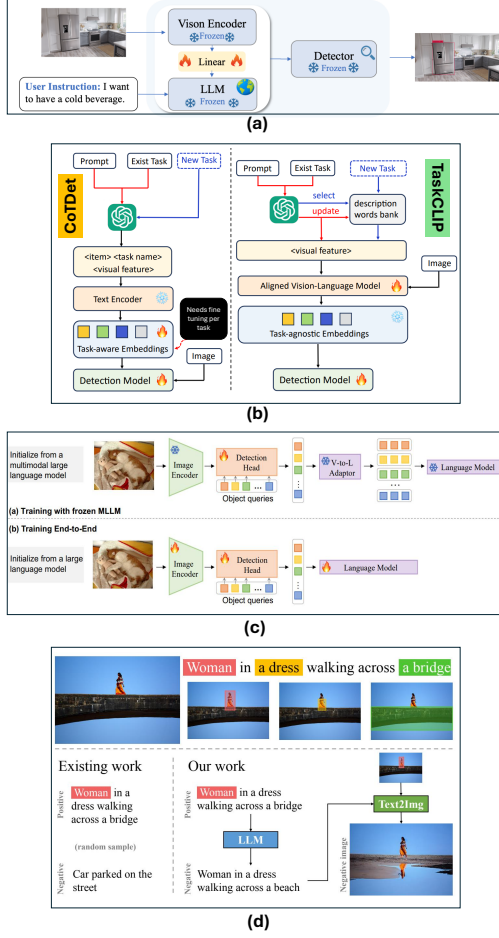 Vison Encoder
Frozen
Linear
LLM
Frozen
Detector
Frozen
User Instruction: I want
to have a cold beverage.
(a)
CoTDet
Prompt
Exist Task
New Task
<item> <task name>
<visual feature>
Text Encoder
Task-aware Embeddings
Needs fine
tuning per
task
Image
Detection Model
TaskCLIP
Prompt
Exist Task
New Task
select
update
description
words bank
<visual feature>
Image
Aligned Vision-Language Model
Task-agnostic Embeddings
Detection Model
(b)
Initialize from a
multimodal large
language model
Image
Encoder
Detection
Head
Object queries
V-to-L
Adaptor
Language Model
(a) Training with frozen MLLM
(b) Training End-to-End
Initialize from a large
language model
Image
Encoder
Detection
Head
Object queries
Language Model
(c)
Woman in a dress walking across a bridge
Existing work
Positive
Woman in a
dress walking
across a bridge
(random sample)
Negative
Car parked on the
street
Our work
Positive
Woman in a dress
walking across a bridge
LLM
Negative
Woman in a dress
walking across a beach
Text2Img
Negative image
(d)